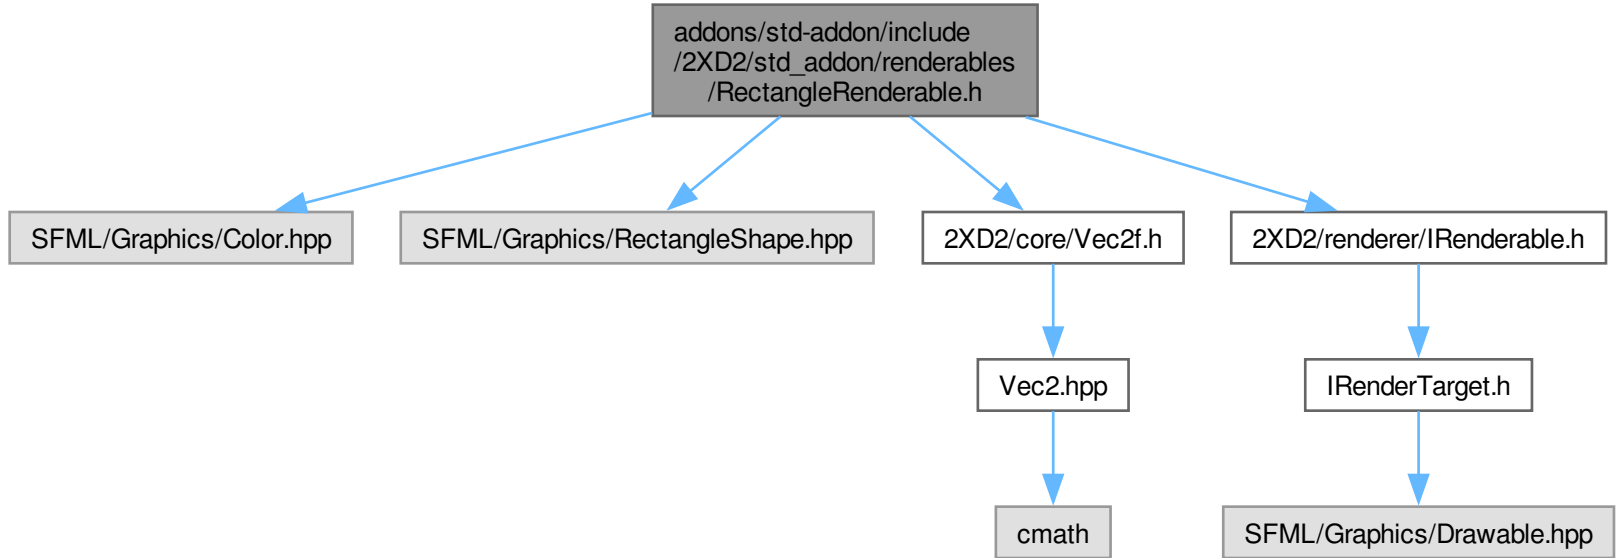 addons/std-addon/include
/2XD2/std_addon/renderables
/RectangleRenderable.h
SFML/Graphics/Color.hpp
SFML/Graphics/RectangleShape.hpp
2XD2/core/Vec2f.h
2XD2/renderer/IRenderable.h
Vec2.hpp
IRenderTarget.h
cmath
SFML/Graphics/Drawable.hpp